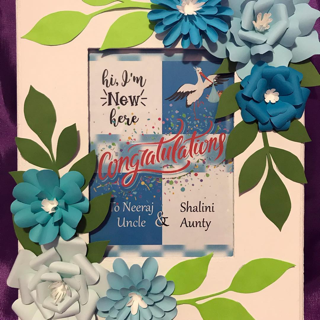 hi, I'm
New
here
Congratulations
To Neeraj
Uncle
&
Shalini
Aunty